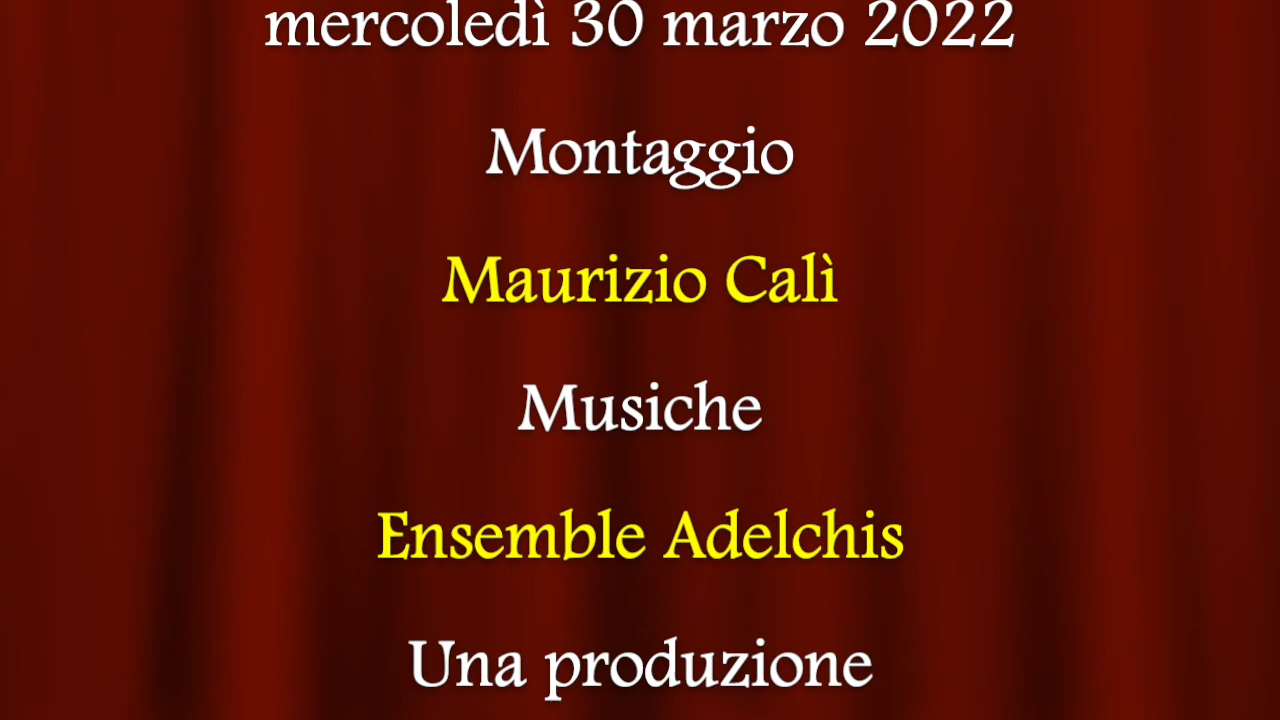 mercoledì 30 marzo 2022
Montaggio
Maurizio Calì
Musiche
Ensemble Adelchis
Una produzione